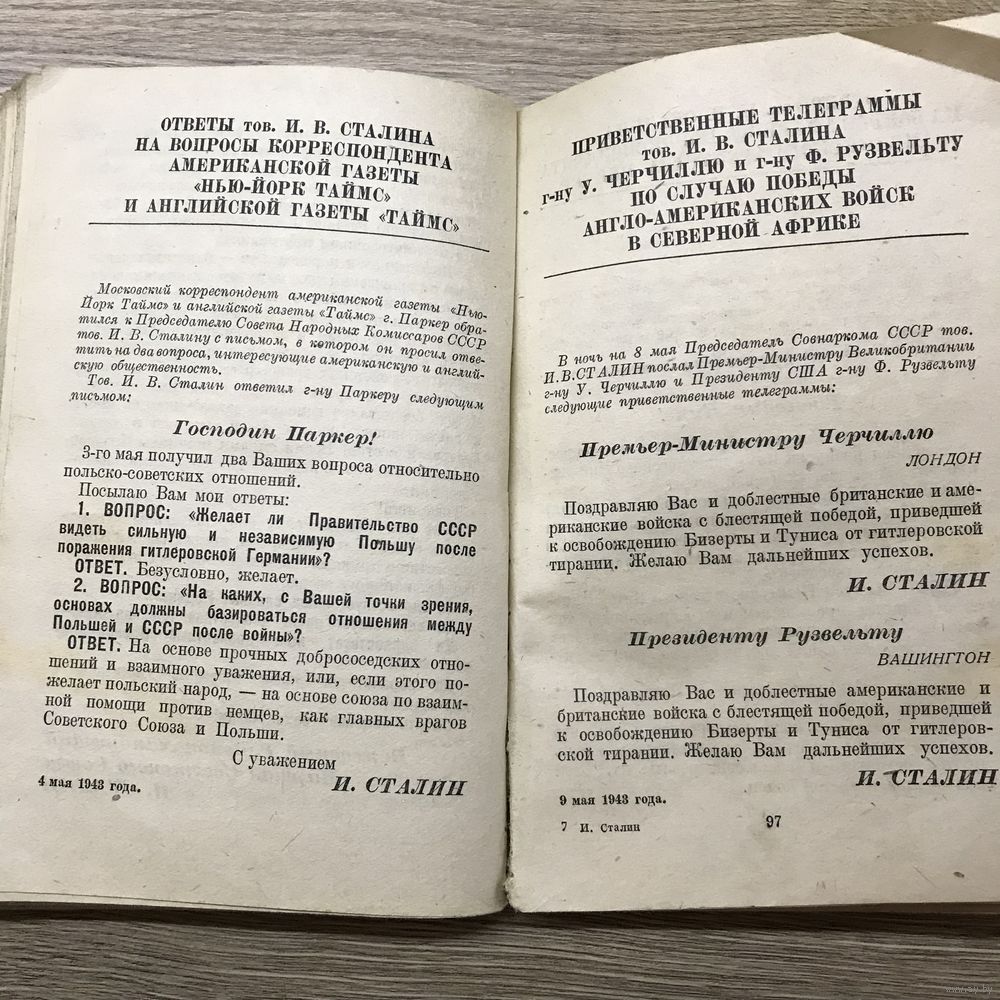 ОТВЕТЫ тов. И. В. СТАЛИНА
НА ВОПРОСЫ КОРРЕСПОНДЕНТА
АМЕРИКАНСКОЙ ГАЗЕТЫ
«НЬЮ-ЙОРК ТАЙМС»
И АНГЛИЙСКОЙ ГАЗЕТЫ «ТАЙМС»
Московский корреспондент американской газеты «Нью-
Йорк Таймс» и английской газеты «Таймс» г. Паркер обра-
тился к Председателю Совета Народных Комиссаров СССР
тов. И. В. Сталину с письмом, в котором он просил отве-
тить на два вопроса, интересующие американскую и англий-
скую общественность.
Тов. И. В. Сталин ответил г-ну Паркеру следующим
письмом:
Господин Паркер!
3-го мая получил два Ваших вопроса относительно
польско-советских отношений.
Посылаю Вам мои ответы:
1. ВОПРОС: «Желает ли Правительство СССР
видеть сильную и независимую Польшу после
поражения гитлеровской Германии»?
ОТВЕТ. Безусловно, желает.
2. ВОПРОС: «На каких, с Вашей точки зрения,
основах должны базироваться отношения между
Польшей и СССР после войны»?
ОТВЕТ. На основе прочных добрососедских отно-
шений и взаимного уважения, или, если этого по-
желает польский народ, — на основе союза по взаим-
ной помощи против немцев, как главных врагов
Советского Союза и Польши.
С уважением
И. СТАЛИН
4 мая 1943 года.
ПРИВЕТСТВЕННЫЕ ТЕЛЕГРАММЫ
тов. И. В. СТАЛИНА
г-ну У. ЧЕРЧИЛЛЮ и г-ну Ф. РУЗВЕЛЬТУ
ПО СЛУЧАЮ ПОБЕДЫ
АНГЛО-АМЕРИКАНСКИХ ВОЙСК
В СЕВЕРНОЙ АФРИКЕ
В ночь на 8 мая Председатель Совнаркома СССР тов.
И.В.СТАЛИН послал Премьер-Министру Великобритании
г-ну У. Черчиллю и Президенту США г-ну Ф. Рузвельту
следующие приветственные телеграммы:
Премьер-Министру Черчиллю
ЛОНДОН
Поздравляю Вас и доблестные британские и аме-
риканские войска с блестящей победой, приведшей
к освобождению Бизерты и Туниса от гитлеровской
тирании. Желаю Вам дальнейших успехов.
И. СТАЛИН
Президенту Рузвельту
ВАШИНГТОН
Поздравляю Вас и доблестные американские и
британские войска с блестящей победой, приведшей
к освобождению Бизерты и Туниса от гитлеров-
ской тирании. Желаю Вам дальнейших успехов.
И. СТАЛИН
9 мая 1943 года.
7 И. Сталин
97